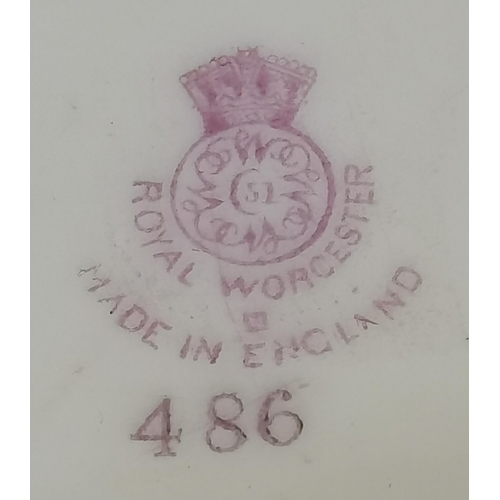 51
ROYAL WORCESTER
MADE IN ENGLAND
486